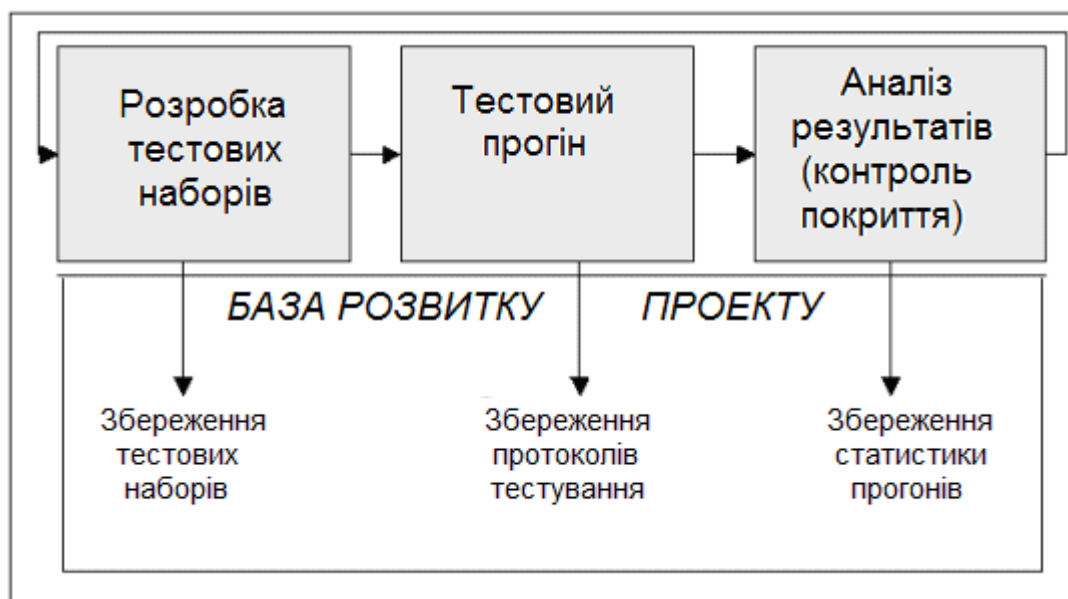 Розробка
тестових
наборів
Тестовий
прогін
Аналіз
результатів
(контроль
покриття)
БАЗА РОЗВИТКУ ПРОЕКТУ
Збереження
тестових
наборів
Збереження
протоколів
тестування
Збереження
статистики
прогонів